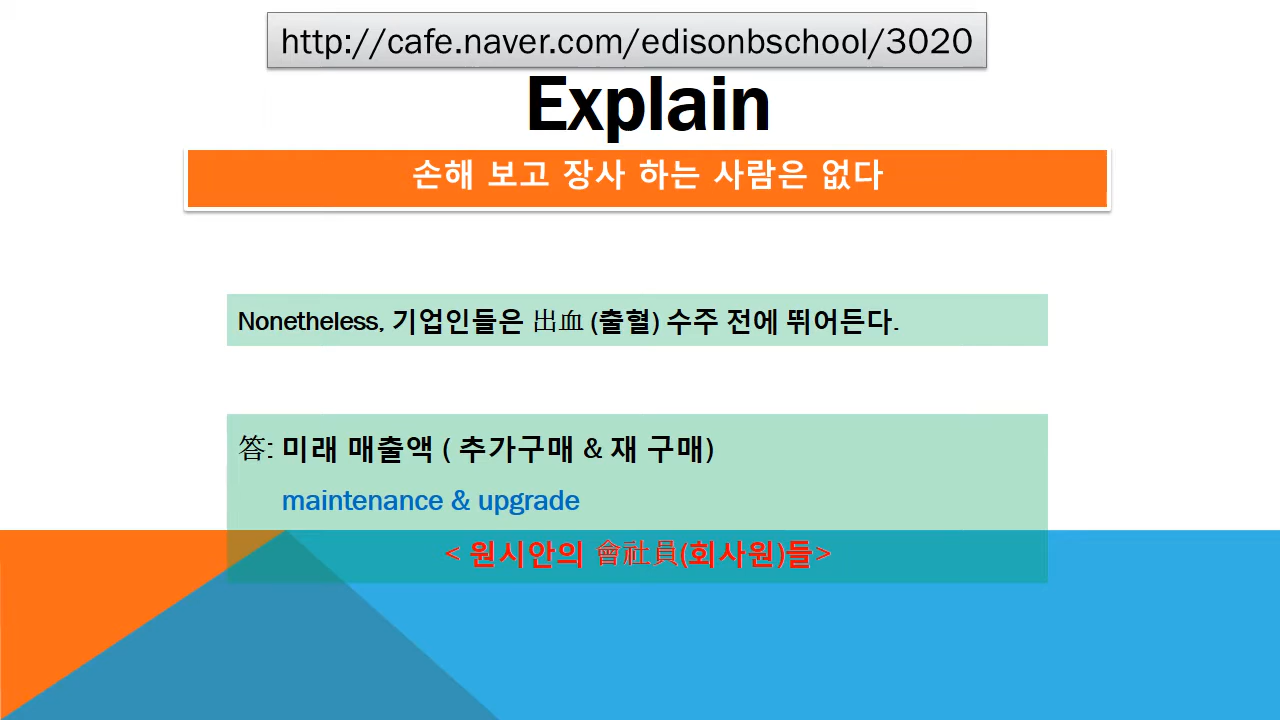 http://cafe.naver.com/edisonbschool/3020
Explain
손해 보고 장사 하는 사람은 없다
Nonetheless, 기업인들은 出血 (출혈) 수주 전에 뛰어든다.
答: 미래 매출액 ( 추가구매 & 재 구매)
maintenance & upgrade
< 원시안의 會社員(회사원)들>